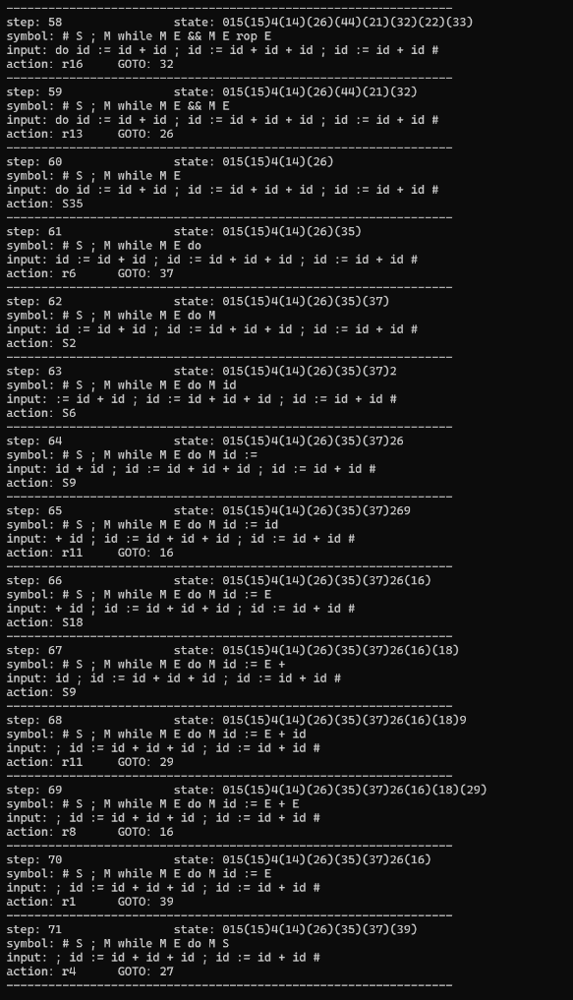 ------------------------------------------------------------------
step: 58 state: 015(15)4(14)(26)(44)(21)(32)(22)(33)
symbol: # S ; M while M E && M E rop E
input: do id := id + id ; id := id + id + id ; id := id + id #
action: r16 GOTO: 32
------------------------------------------------------------------
step: 59 state: 015(15)4(14)(26)(44)(21)(32)
symbol: # S ; M while M E && M E
input: do id := id + id ; id := id + id + id ; id := id + id #
action: r13 GOTO: 26
------------------------------------------------------------------
step: 60 state: 015(15)4(14)(26)
symbol: # S ; M while M E
input: do id := id + id ; id := id + id + id ; id := id + id #
action: S35
------------------------------------------------------------------
step: 61 state: 015(15)4(14)(26)(35)
symbol: # S ; M while M E do
input: id := id + id ; id := id + id + id ; id := id + id #
action: r6 GOTO: 37
------------------------------------------------------------------
step: 62 state: 015(15)4(14)(26)(35)(37)
symbol: # S ; M while M E do M
input: id := id + id ; id := id + id + id ; id := id + id #
action: S2
------------------------------------------------------------------
step: 63 state: 015(15)4(14)(26)(35)(37)2
symbol: # S ; M while M E do M id
input: := id + id ; id := id + id + id ; id := id + id #
action: S6
------------------------------------------------------------------
step: 64 state: 015(15)4(14)(26)(35)(37)26
symbol: # S ; M while M E do M id :=
input: id + id ; id := id + id + id ; id := id + id #
action: S9
------------------------------------------------------------------
step: 65 state: 015(15)4(14)(26)(35)(37)269
symbol: # S ; M while M E do M id := id
input: + id ; id := id + id + id ; id := id + id #
action: r11 GOTO: 16
------------------------------------------------------------------
step: 66 state: 015(15)4(14)(26)(35)(37)26(16)
symbol: # S ; M while M E do M id := E
input: + id ; id := id + id + id ; id := id + id #
action: S18
------------------------------------------------------------------
step: 67 state: 015(15)4(14)(26)(35)(37)26(16)(18)
symbol: # S ; M while M E do M id := E +
input: id ; id := id + id + id ; id := id + id #
action: S9
------------------------------------------------------------------
step: 68 state: 015(15)4(14)(26)(35)(37)26(16)(18)9
symbol: # S ; M while M E do M id := E + id
input: ; id := id + id + id ; id := id + id #
action: r11 GOTO: 29
------------------------------------------------------------------
step: 69 state: 015(15)4(14)(26)(35)(37)26(16)(18)(29)
symbol: # S ; M while M E do M id := E + E
input: ; id := id + id + id ; id := id + id #
action: r8 GOTO: 16
------------------------------------------------------------------
step: 70 state: 015(15)4(14)(26)(35)(37)26(16)
symbol: # S ; M while M E do M id := E
input: ; id := id + id + id ; id := id + id #
action: r1 GOTO: 39
------------------------------------------------------------------
step: 71 state: 015(15)4(14)(26)(35)(37)(39)
symbol: # S ; M while M E do M S
input: ; id := id + id + id ; id := id + id #
action: r4 GOTO: 27
------------------------------------------------------------------